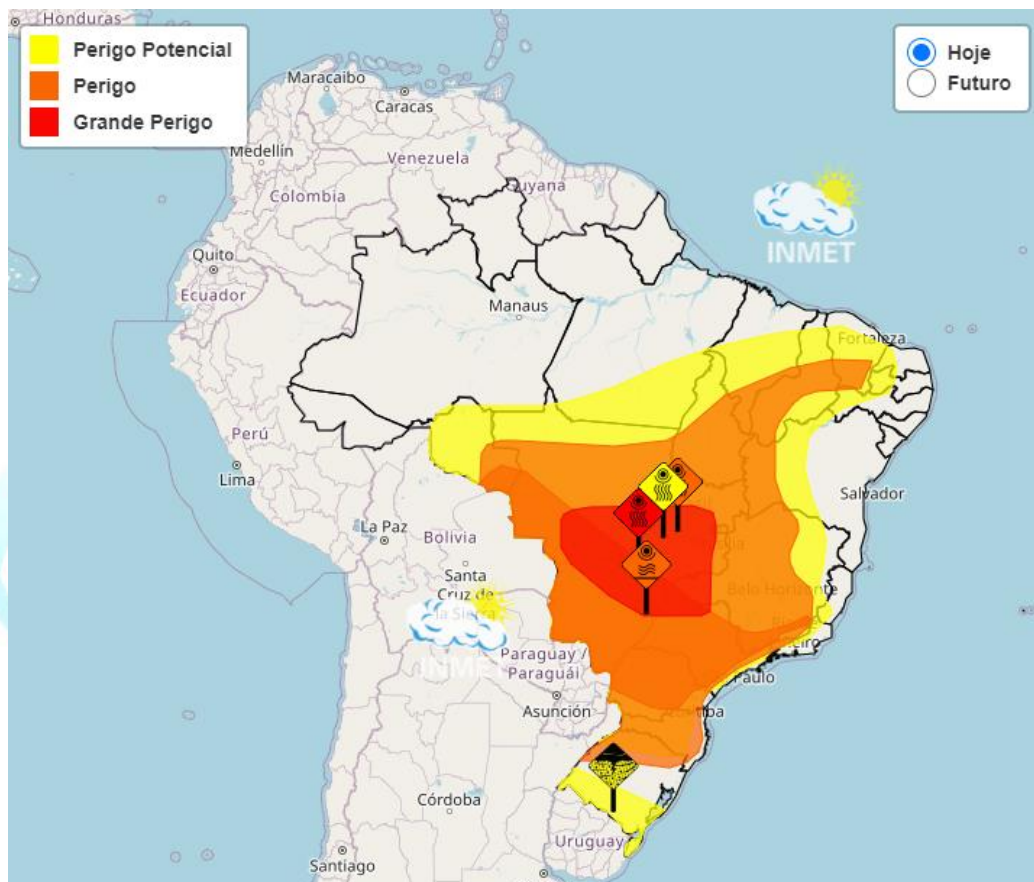 Honduras
Perigo Potencial
Perigo
Grande Perigo
Hoje
Futuro
Maracaibo
Caracas
Medellín
Venezuela
Guyana
Colombia
INMET
Quito
Ecuador
Manaus
Fortaleza
Perú
Lima
Salvador
La Paz
Bolivia
Santa
Cruz de
la Sierra
Belo Horizonte
INMET
Paraguay /
Paraguái
Paulo
Asunción
Córdoba
Uruguay
Santiago